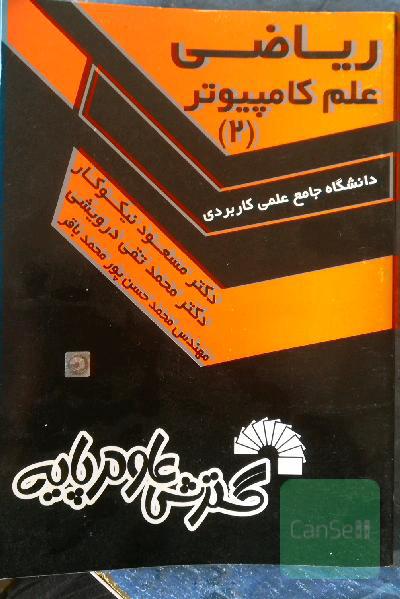 ریاضی
علم کامپیوتر
(۲)
دانشگاه جامع علمی کاربردی
دکتر مسعود نیکوکار
دکتر محمد تقی درویشی
مهندس محمد حسن پور محمد باقر
گسترش علوم پایه
CanSell